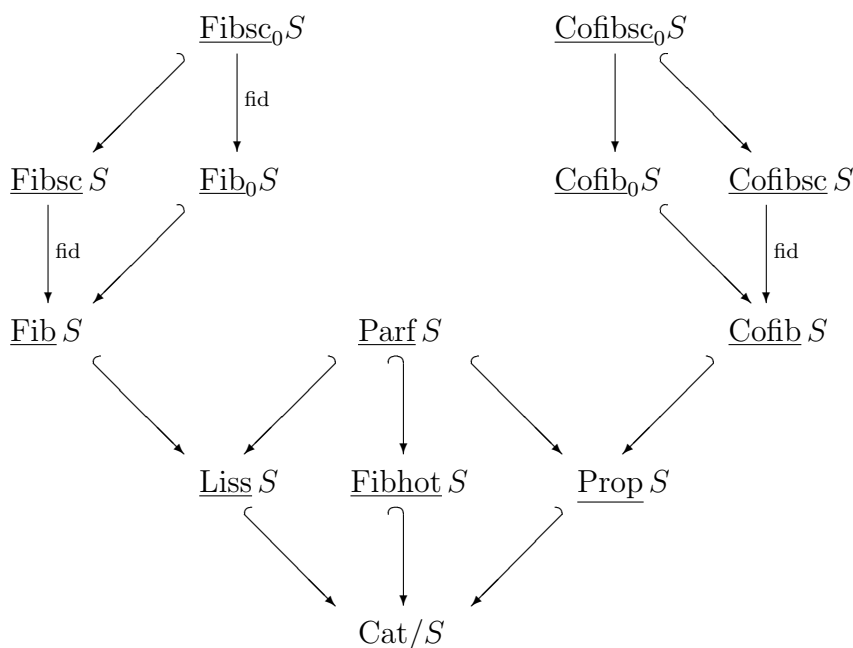 Fibsc₀S Cofibsc₀S
fid
Fibsc S Fib₀S Cofib₀S Cofibsc S
fid fid
Fib S Parf S Cofib S
Liss S Fibhot S Prop S
Cat/S